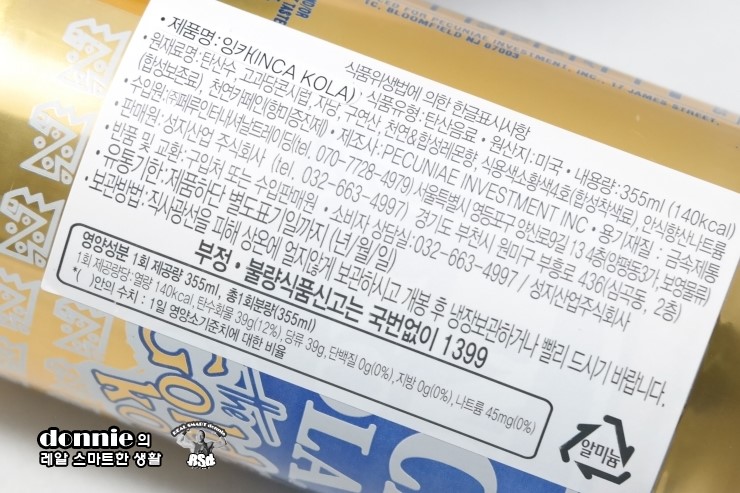 TC. BLOOMFIELD NJ 07003
식품위생법에 의한 한글표시사항
• 제품명 : 잉카(INCA KOLA) • 식품유형 : 탄산음료 • 원산지 : 미국 • 내용량 : 355ml (140kcal)
• 원재료명 : 탄산수, 고과당콘시럽, 자당, 구연산, 천연&합성레몬향, 식용색소황색4호(합성착색료), 안식향산나트륨
(합성보존료), 천연카페인(향미증진제) • 제조사 : PECUNIAE INVESTMENT INC • 용기재질 : 금속제통
• 수입원 : ㈜페루인터내셔널트레이딩(tel. 070-7728-4979) 서울특별시 영등포구 양산로9길 13 4층(양평동3가, 보영물류)
• 판매원 : 성지산업 주식회사 (tel. 032-663-4997) 경기도 부천시 원미구 부흥로 436(심곡동, 2층)
• 반품 및 교환 : 구입처 또는 수입판매원 • 소비자 상담실 : 032-663-4997 / 성지산업주식회사
• 유통기한 : 제품하단 별도표기일까지 (년/월/일)
• 보관방법 : 직사광선을 피해 상온에 얼지않게 보관하시고 개봉 후 냉장보관하거나 빨리 드시기 바랍니다.
부정 • 불량식품신고는 국번없이 1399
영양성분 1회 제공량 355ml, 총1회분량(355ml)
1회 제공량당: 열량 140kcal, 탄수화물 39g(12%), 당류 39g, 단백질 0g(0%), 지방 0g(0%), 나트륨 45mg(0%)
*( )안의 수치 : 1일 영양소기준치에 대한 비율
알미늄
the
donnie의
레알 스마트한 생활
RSd